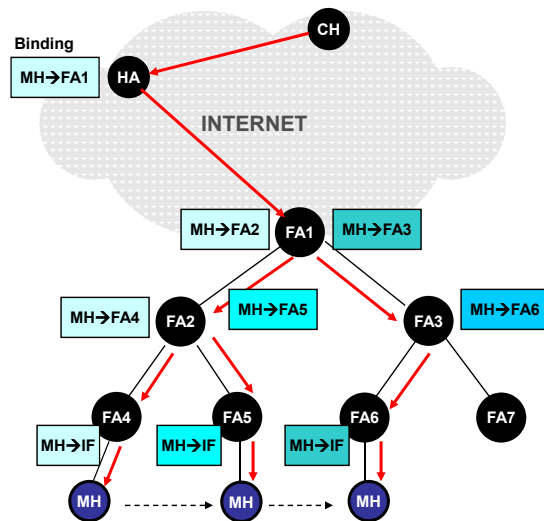 CH
Binding
MH→FA1
HA
INTERNET
MH→FA2
FA1
MH→FA3
MH→FA4
FA2
MH→FA5
FA3
MH→FA6
FA4
FA5
FA6
FA7
MH→IF
MH→IF
MH→IF
MH
MH
MH